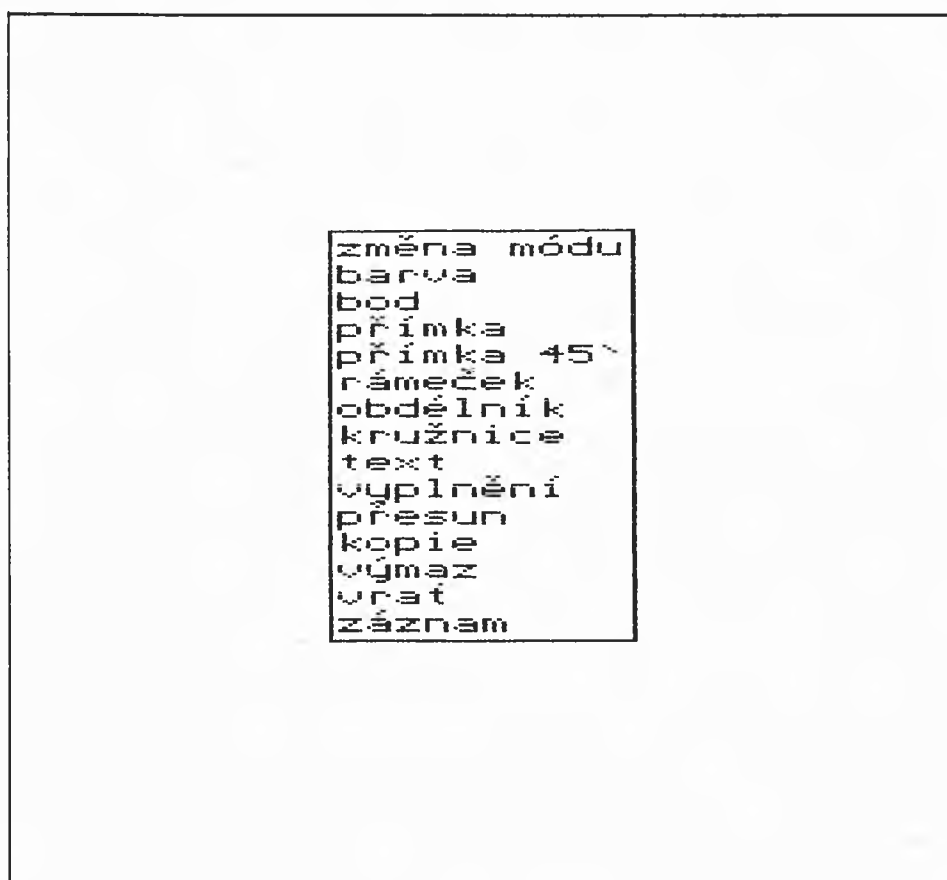 změna módu
barva
bod
přímka
přímka 45`
rámeček
obdélník
kružnice
text
vyplnění
přesun
kopie
výmaz
vrať
záznam